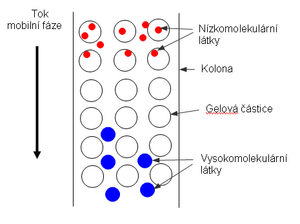 Tok
mobilní fáze
Nízkomolekulární
látky
Kolona
Gelová částice
Vysokomolekulární
látky